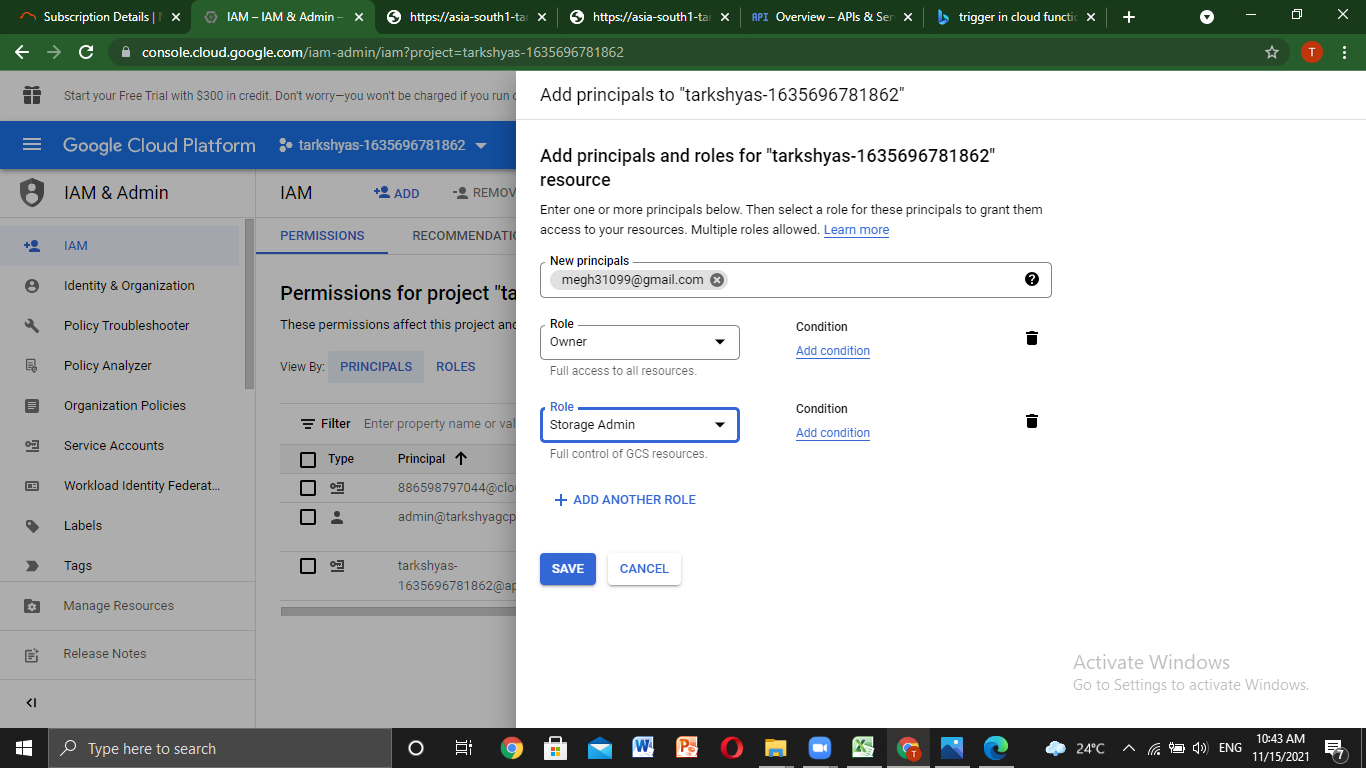 Subscription Details |
IAM – IAM & Admin –
https://asia-south1-tar
https://asia-south1-tar
API Overview – APIs & Ser
trigger in cloud functio
console.cloud.google.com/iam-admin/iam?project=tarkshyas-1635696781862
T
Start your Free Trial with $300 in credit. Don't worry—you won't be charged if you run
Google Cloud Platform
tarkshyas-1635696781862
IAM & Admin
IAM
Identity & Organization
Policy Troubleshooter
Policy Analyzer
Organization Policies
Service Accounts
Workload Identity Federat...
Labels
Tags
Manage Resources
Release Notes
IAM
ADD
REMOV
PERMISSIONS
RECOMMENDATIO
Permissions for project "ta
These permissions affect this project and
View By:
PRINCIPALS
ROLES
Filter
Enter property name or val
Type
Principal
886598797044@clou
admin@tarkshyagcp
tarkshyas-
1635696781862@ap
Add principals to "tarkshyas-1635696781862"
Add principals and roles for "tarkshyas-1635696781862"
resource
Enter one or more principals below. Then select a role for these principals to grant them
access to your resources. Multiple roles allowed. Learn more
New principals
megh31099@gmail.com
Role
Owner
Full access to all resources.
Condition
Add condition
Role
Storage Admin
Full control of GCS resources.
Condition
Add condition
ADD ANOTHER ROLE
SAVE
CANCEL
Activate Windows
Go to Settings to activate Windows.
Type here to search
24°C
ENG
10:43 AM
11/15/2021
7